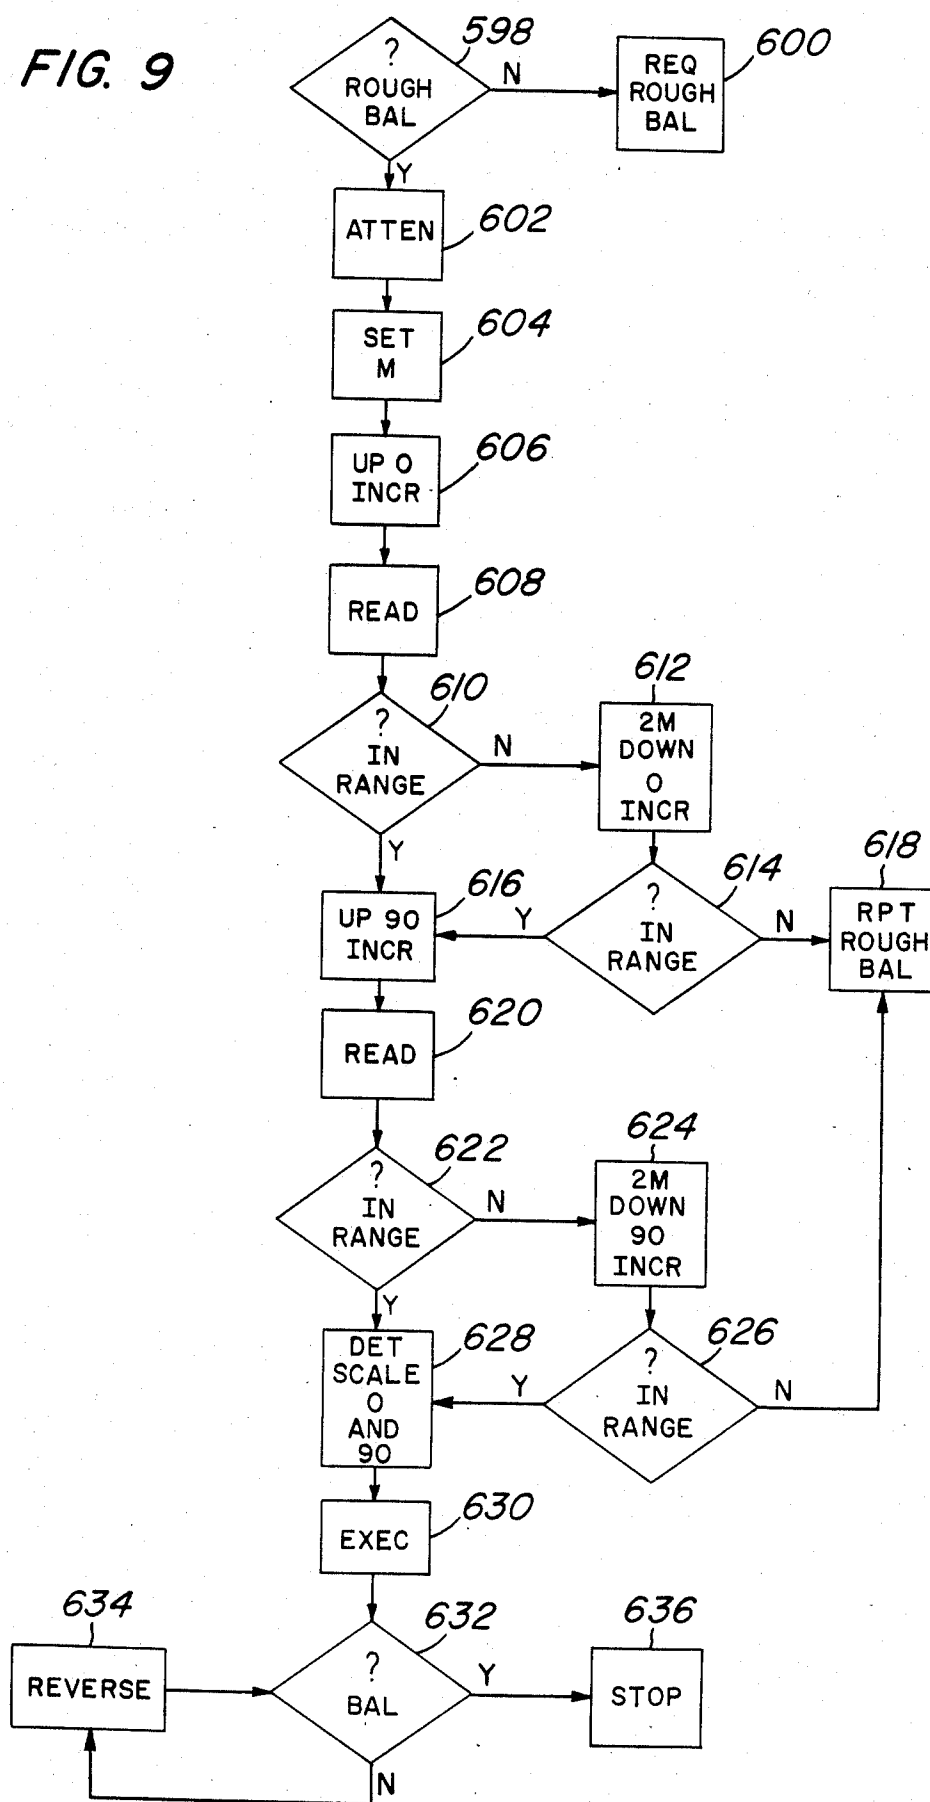 FIG. 9
598
?
ROUGH
BAL
N
600
REQ
ROUGH
BAL
Y
602
ATTEN
604
SET
M
606
UP 0
INCR
608
READ
610
?
IN
RANGE
N
612
2M
DOWN
0
INCR
Y
614
?
IN
RANGE
Y
N
616
UP 90
INCR
618
RPT
ROUGH
BAL
620
READ
622
?
IN
RANGE
N
624
2M
DOWN
90
INCR
Y
626
?
IN
RANGE
Y
N
628
DET
SCALE
0
AND
90
630
EXEC
632
?
BAL
Y
N
634
REVERSE
636
STOP